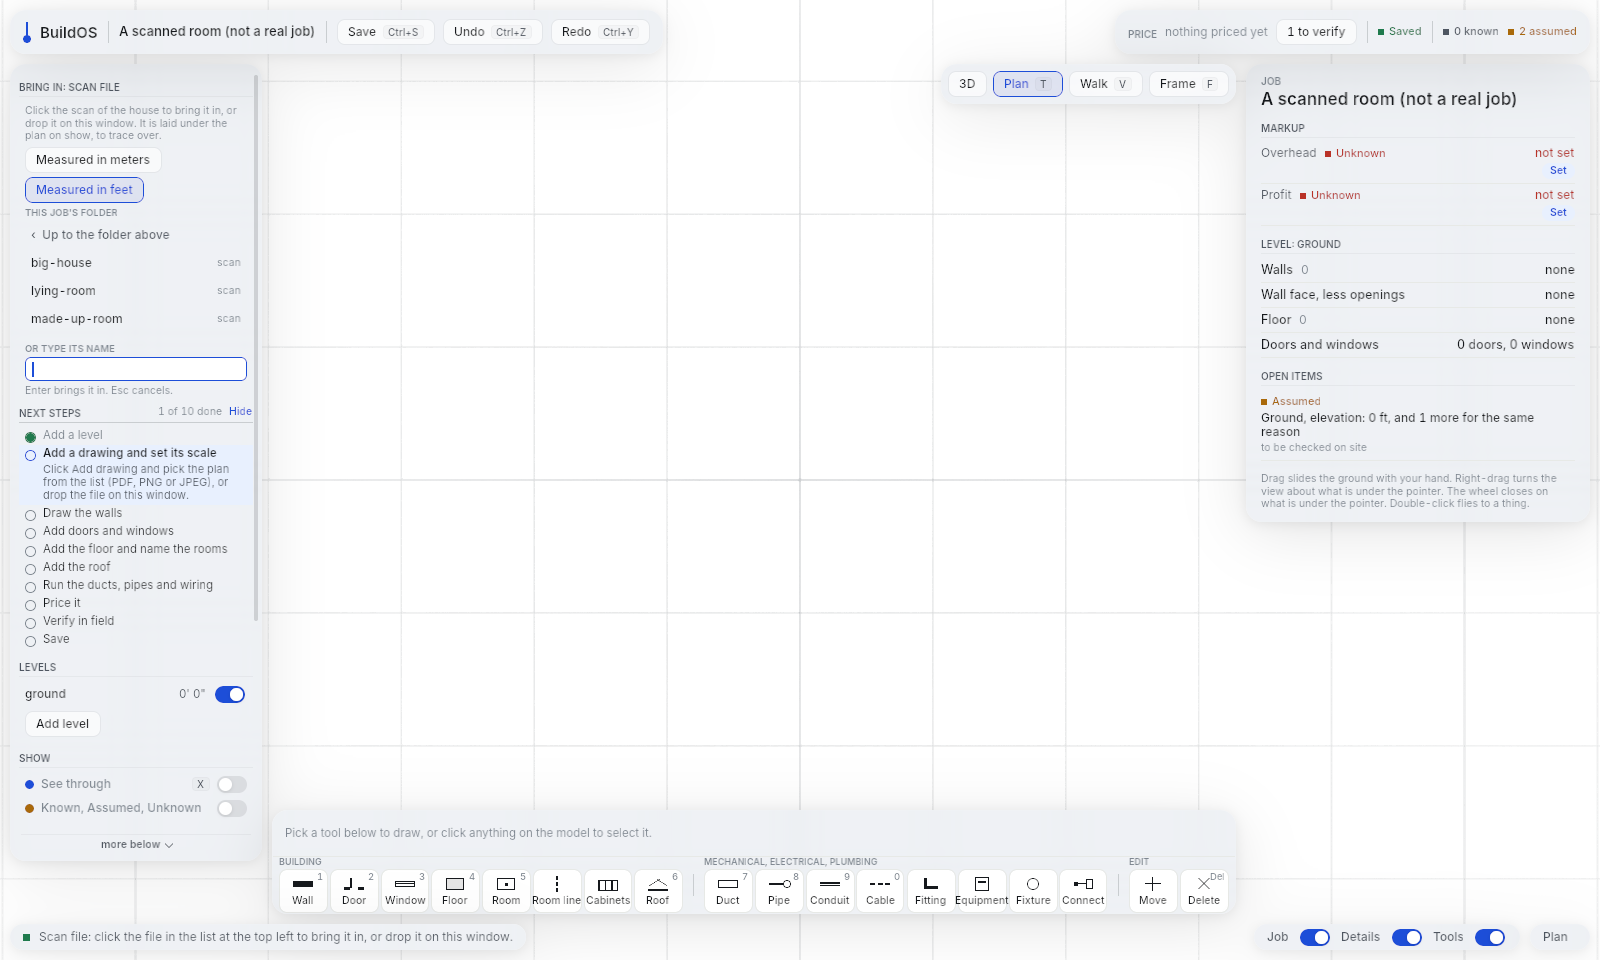 BuildOS
A scanned room (not a real job)
Save Ctrl+S
Undo Ctrl+Z
Redo Ctrl+Y
PRICE nothing priced yet
1 to verify
Saved
0 known
2 assumed
3D
Plan T
Walk V
Frame F
BRING IN: SCAN FILE
Click the scan of the house to bring it in, or
drop it on this window. It is laid under the
plan on show, to trace over.
Measured in meters
Measured in feet
THIS JOB'S FOLDER
‹ Up to the folder above
big-house scan
lying-room scan
made-up-room scan
OR TYPE ITS NAME
Enter brings it in. Esc cancels.
NEXT STEPS 1 of 10 done Hide
Add a level
Add a drawing and set its scale
Click Add drawing and pick the plan
from the list (PDF, PNG or JPEG), or
drop the file on this window.
Draw the walls
Add doors and windows
Add the floor and name the rooms
Add the roof
Run the ducts, pipes and wiring
Price it
Verify in field
Save
LEVELS
ground 0' 0"
Add level
SHOW
See through X
Known, Assumed, Unknown
more below
JOB
A scanned room (not a real job)
MARKUP
Overhead Unknown not set
Set
Profit Unknown not set
Set
LEVEL: GROUND
Walls 0 none
Wall face, less openings none
Floor 0 none
Doors and windows 0 doors, 0 windows
OPEN ITEMS
Assumed
Ground, elevation: 0 ft, and 1 more for the same
reason
to be checked on site
Drag slides the ground with your hand. Right-drag turns the
view about what is under the pointer. The wheel closes on
what is under the pointer. Double-click flies to a thing.
Pick a tool below to draw, or click anything on the model to select it.
BUILDING
1 Wall
2 Door
3 Window
4 Floor
5 Room
Room line
Cabinets
6 Roof
MECHANICAL, ELECTRICAL, PLUMBING
7 Duct
8 Pipe
9 Conduit
0 Cable
Fitting
Equipment
Fixture
Connect
EDIT
Move
Del Delete
Scan file: click the file in the list at the top left to bring it in, or drop it on this window.
Job
Details
Tools
Plan